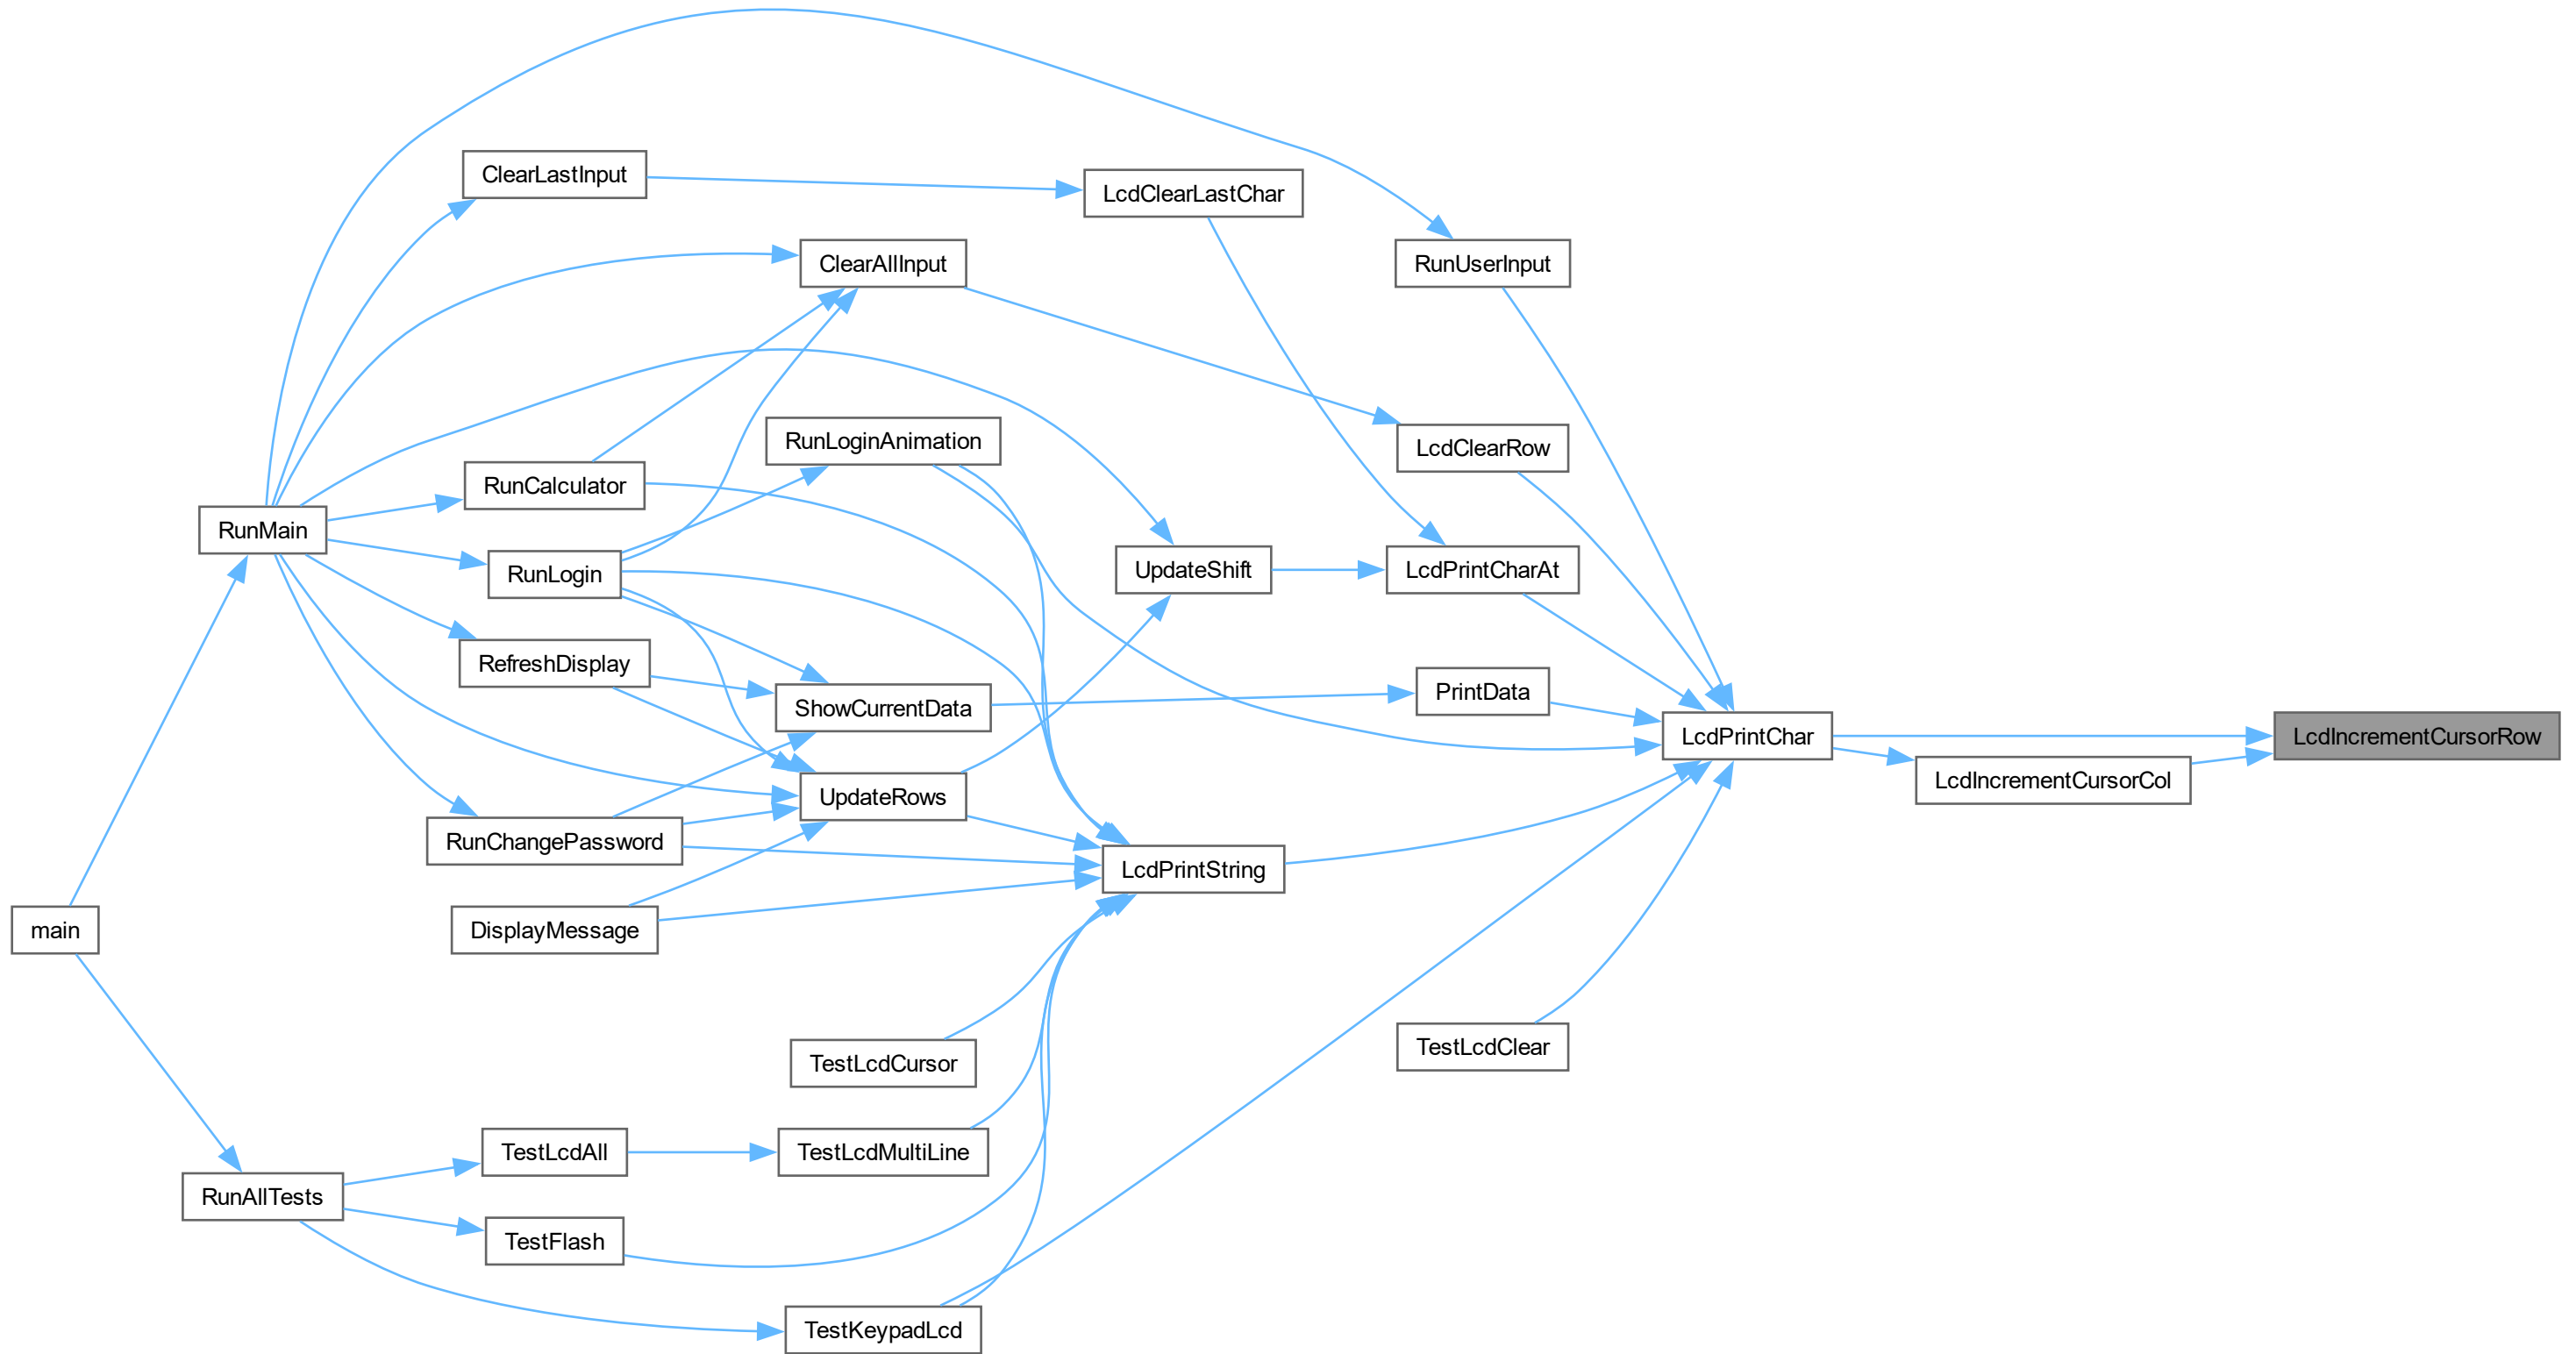 ClearLastInput
LcdClearLastChar
ClearAllInput
RunUserInput
RunLoginAnimation
LcdClearRow
RunCalculator
RunMain
RunLogin
UpdateShift
LcdPrintCharAt
RefreshDisplay
ShowCurrentData
PrintData
LcdPrintChar
LcdIncrementCursorRow
LcdIncrementCursorCol
UpdateRows
RunChangePassword
LcdPrintString
main
DisplayMessage
TestLcdCursor
TestLcdClear
TestLcdAll
TestLcdMultiLine
RunAllTests
TestFlash
TestKeypadLcd